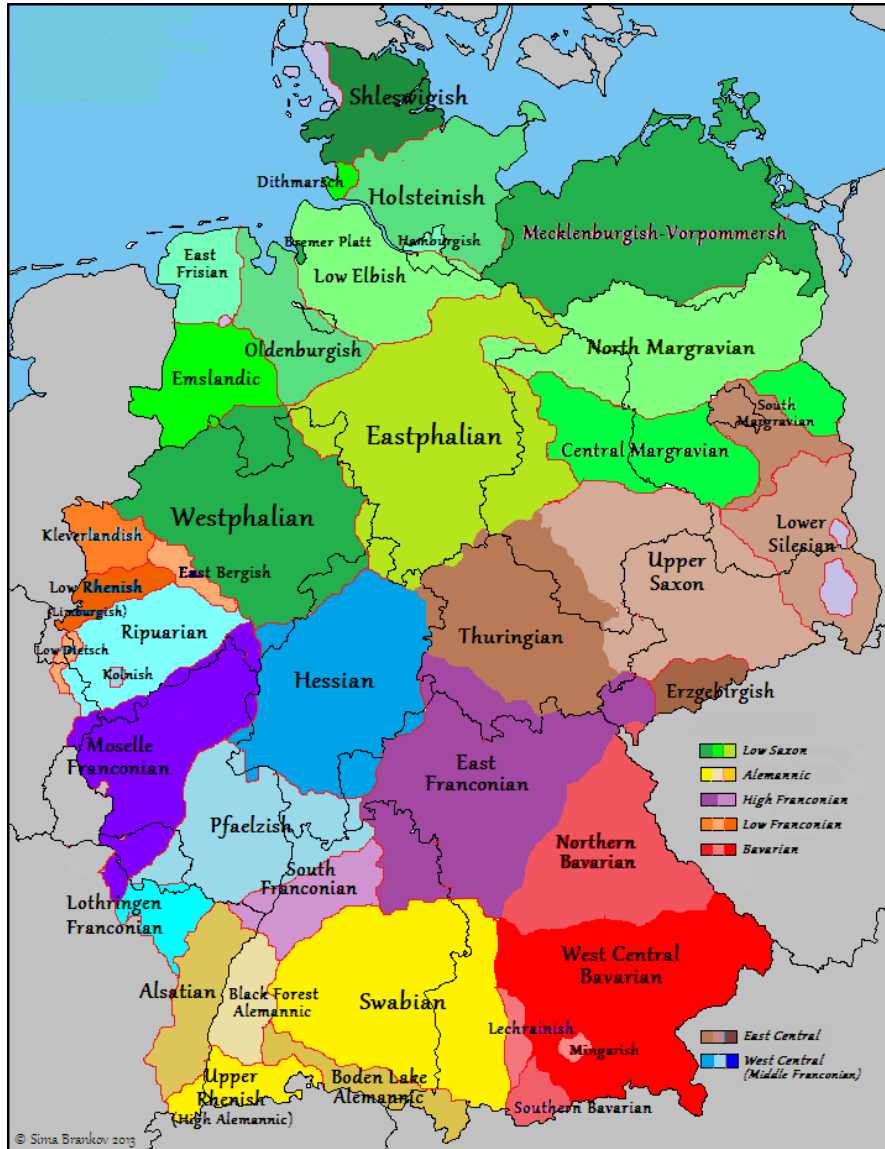 Shleswigish
Dithmarsch
Holsteinish
Mecklenburgish-Vorpommersh
Bremer Platt
Hamburgish
East
Frisian
Low Elbish
Oldenburgish
North Margravian
Emslandic
South
Margravian
Eastphalian
Central Margravian
Westphalian
Kleverlandish
Lower
Silesian
East Bergish
Upper
Saxon
Low Rhenish
(Limburgish)
Ripuarian
Thuringian
Low Dietsch
Kolnish
Hessian
Erzgebirgish
Moselle
Franconian
East
Franconian
Low Saxon
Alemannic
High Franconian
Low Franconian
Bavarian
Pfaelzish
Northern
Bavarian
South
Franconian
Lothringen
Franconian
West Central
Bavarian
Alsatian
Black Forest
Alemannic
Swabian
Lechrainish
Mingarish
East Central
West Central
(Middle Franconian)
Upper
Rhenish
(High Alemannic)
Boden Lake
Alemannic
Southern Bavarian
© Sima Brankov 2013